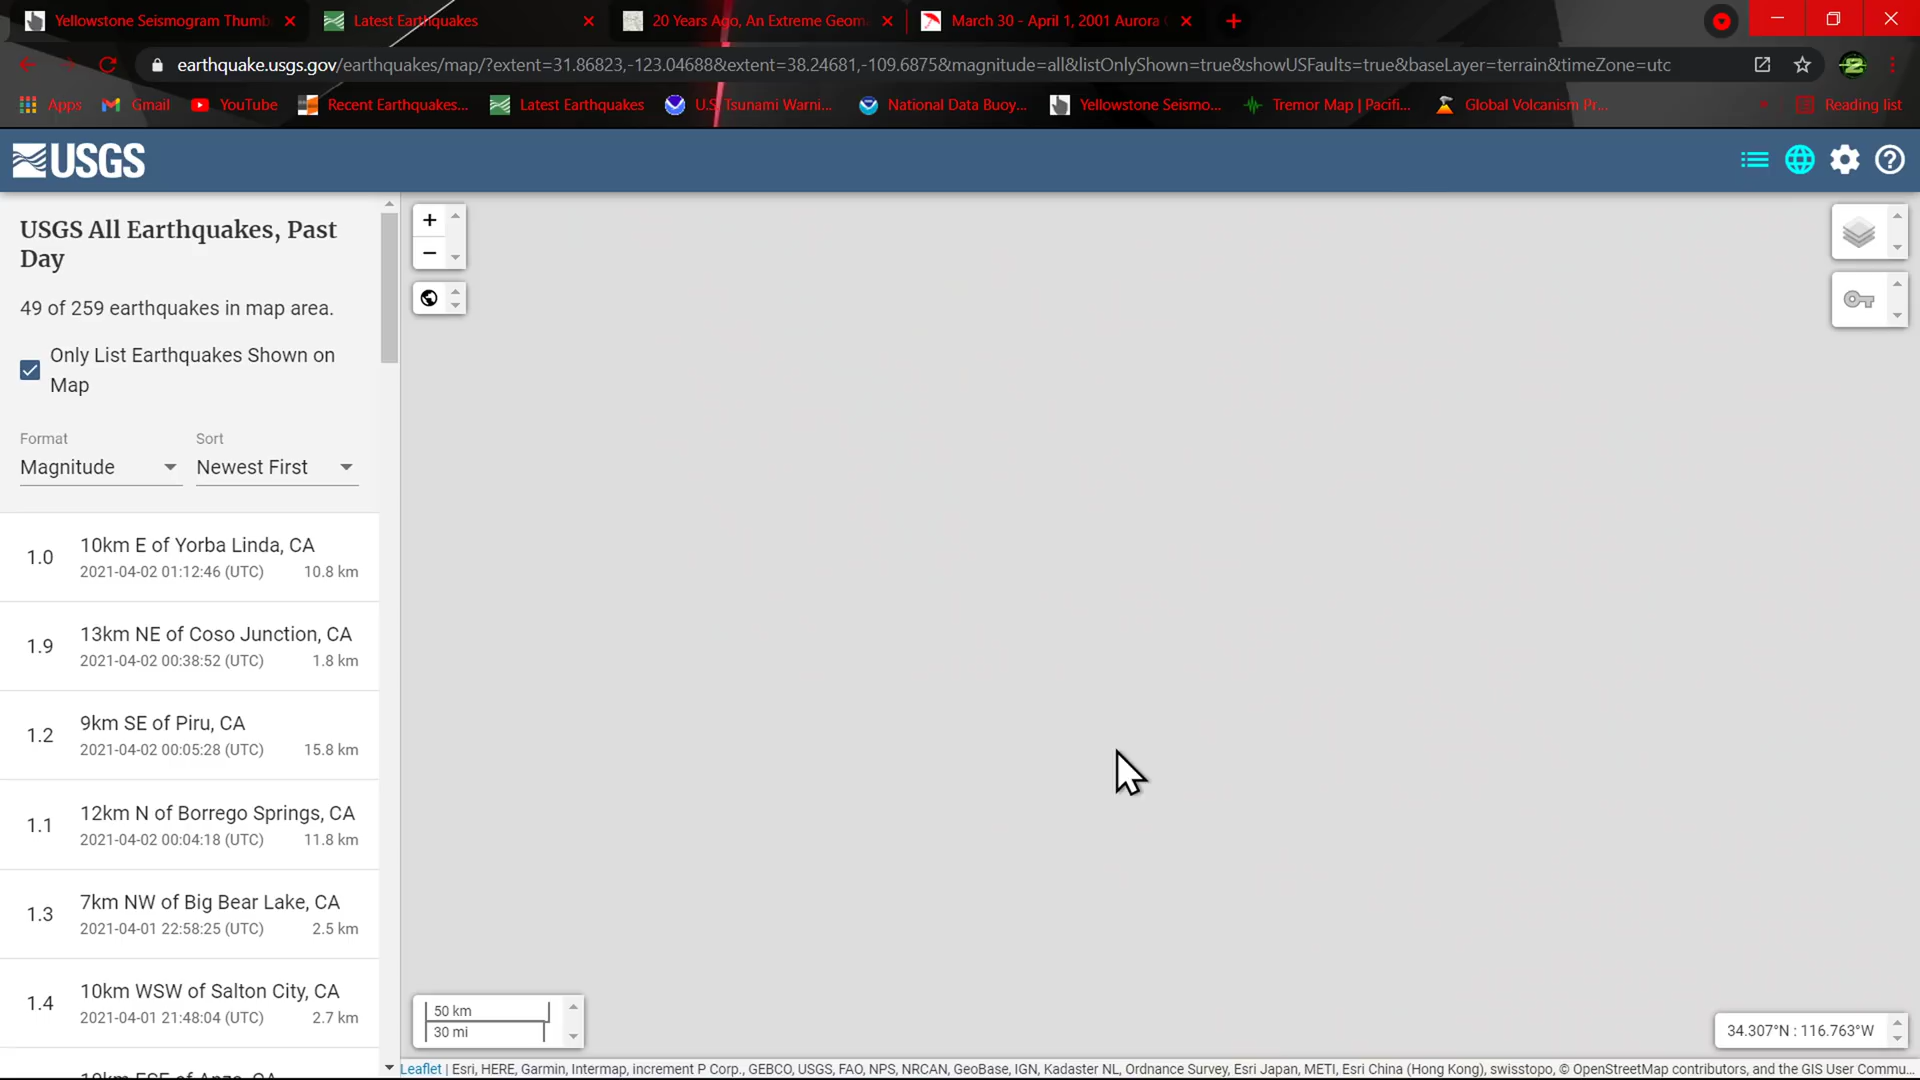 Yellowstone Seismogram Thumb
Latest Earthquakes
20 Years Ago, An Extreme Geom
March 30 - April 1, 2001 Aurora
earthquake.usgs.gov/earthquakes/map/?extent=31.86823,-123.04688&extent=38.24681,-109.6875&magnitude=all&listOnlyShown=true&showUSFaults=true&baseLayer=terrain&timeZone=utc
Apps
Gmail
YouTube
Recent Earthquakes...
Latest Earthquakes
U.S. Tsunami Warni...
National Data Buoy...
Yellowstone Seismo...
Tremor Map | Pacifi...
Global Volcanism Pr...
Reading list
USGS
USGS All Earthquakes, Past
Day
49 of 259 earthquakes in map area.
Only List Earthquakes Shown on
Map
Format
Sort
Magnitude
Newest First
1.0
10km E of Yorba Linda, CA
2021-04-02 01:12:46 (UTC)
10.8 km
1.9
13km NE of Coso Junction, CA
2021-04-02 00:38:52 (UTC)
1.8 km
1.2
9km SE of Piru, CA
2021-04-02 00:05:28 (UTC)
15.8 km
1.1
12km N of Borrego Springs, CA
2021-04-02 00:04:18 (UTC)
11.8 km
1.3
7km NW of Big Bear Lake, CA
2021-04-01 22:58:25 (UTC)
2.5 km
1.4
10km WSW of Salton City, CA
2021-04-01 21:48:04 (UTC)
2.7 km
+
−
50 km
30 mi
34.307°N : 116.763°W
Leaflet | Esri, HERE, Garmin, Intermap, increment P Corp., GEBCO, USGS, FAO, NPS, NRCAN, GeoBase, IGN, Kadaster NL, Ordnance Survey, Esri Japan, METI, Esri China (Hong Kong), swisstopo, © OpenStreetMap contributors, and the GIS User Commu...